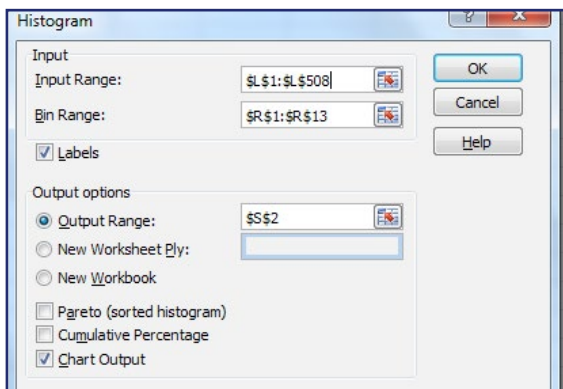 Histogram
Input
Input Range: $L$1:$L$508
Bin Range: $R$1:$R$13
Labels
OK
Cancel
Help
Output options
Output Range: $S$2
New Worksheet Ply:
New Workbook
Pareto (sorted histogram)
Cumulative Percentage
Chart Output